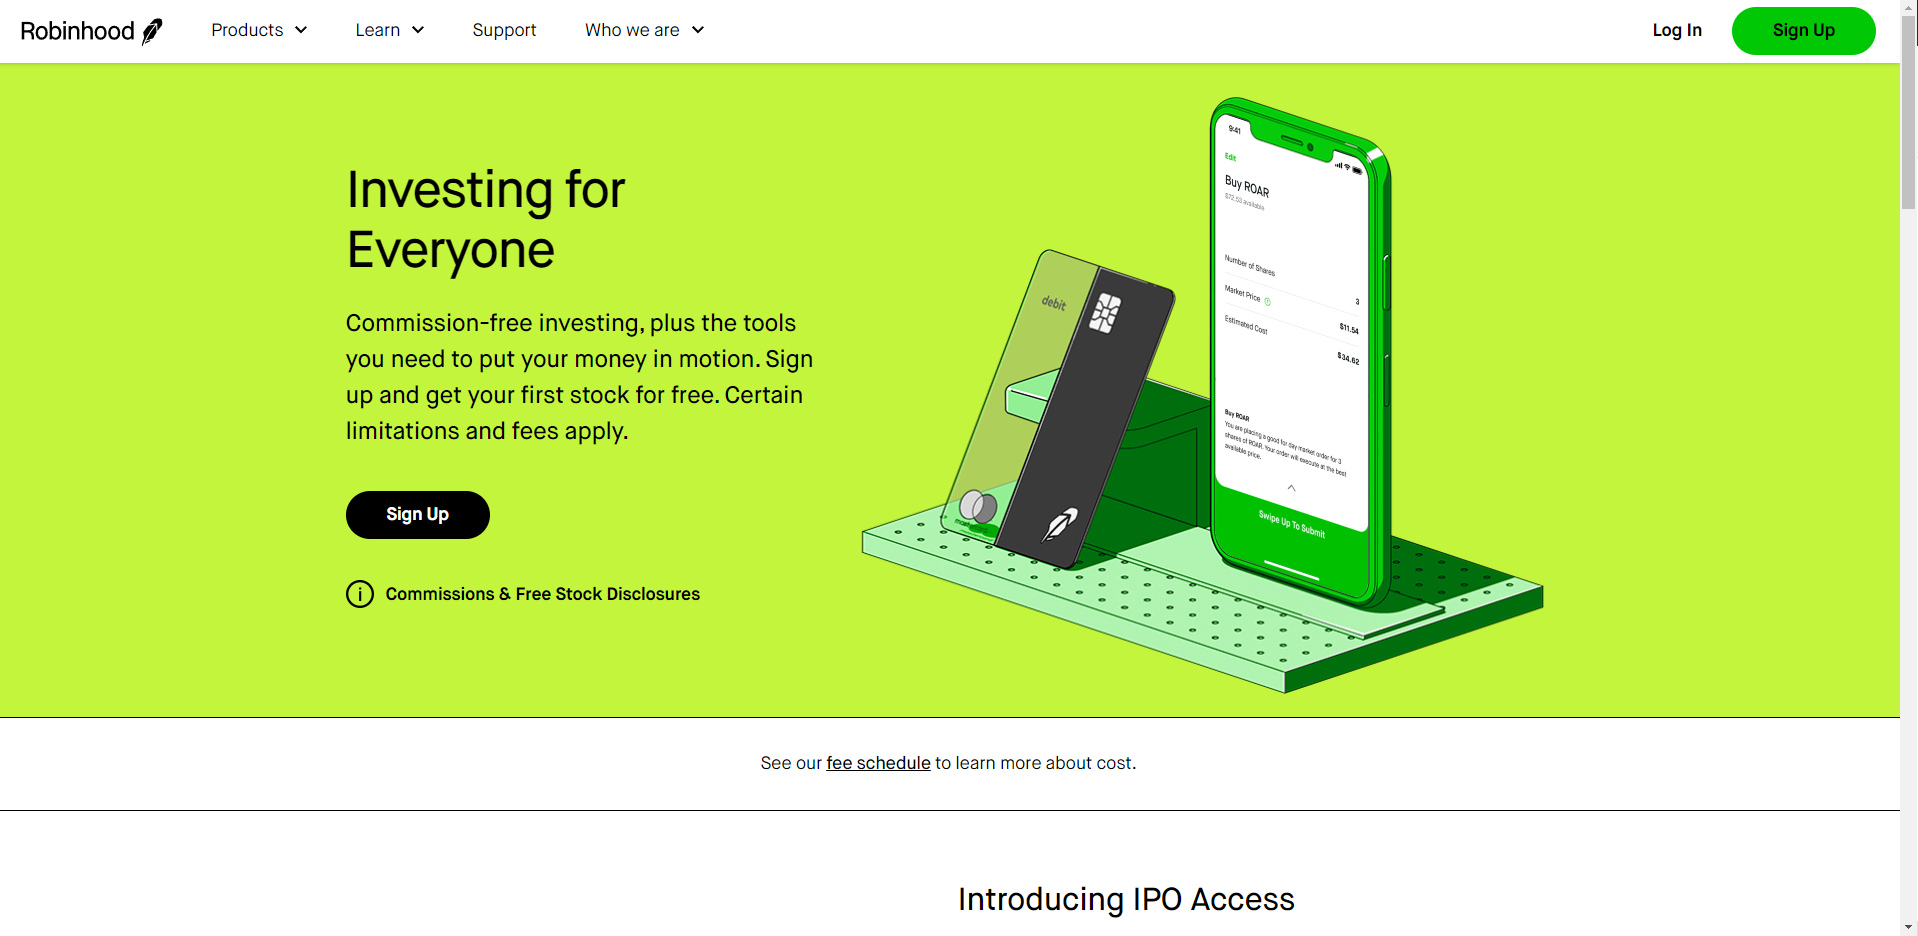 Robinhood
Products
Learn
Support
Who we are
Log In
Sign Up
Investing for
Everyone
Commission-free investing, plus the tools
you need to put your money in motion. Sign
up and get your first stock for free. Certain
limitations and fees apply.
Sign Up
Commissions & Free Stock Disclosures
debit
mastercard
9:41
Edit
Buy ROAR
$72.53 available
Number of Shares
3
Market Price
$11.54
Estimated Cost
$34.62
Buy ROAR
You are placing a good for day market order for 3
shares of ROAR. Your order will execute at the best
available price.
Swipe Up To Submit
See our fee schedule to learn more about cost.
Introducing IPO Access